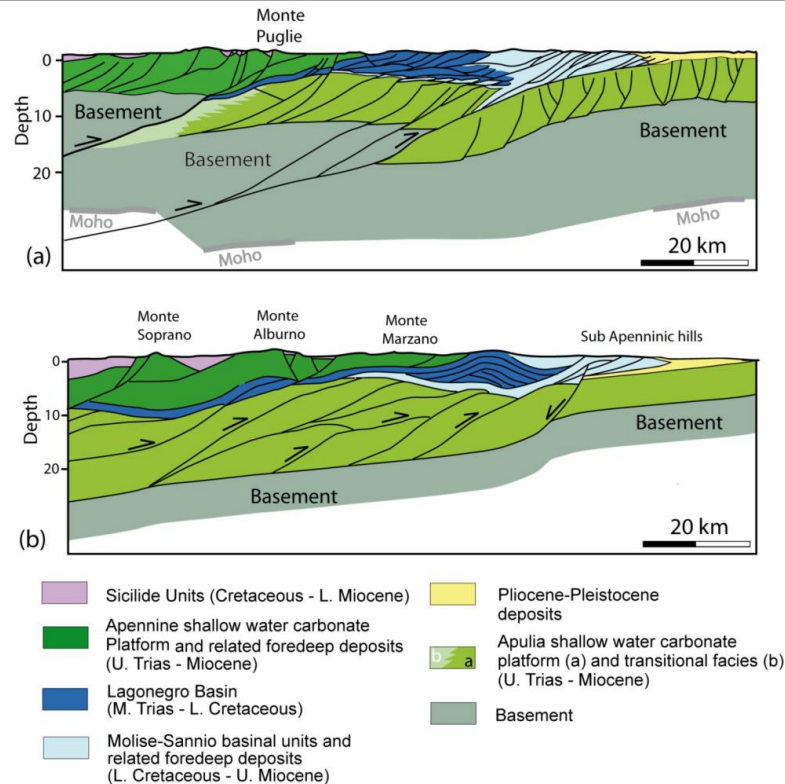 Monte
Puglie
0
10
20
Depth
Basement
Basement
Basement
Moho
Moho
Moho
20 km
(a)
Monte
Soprano
Monte
Alburno
Monte
Marzano
Sub Apenninic hills
0
10
20
Depth
Basement
Basement
20 km
(b)
Sicilide Units (Cretaceous - L. Miocene)
Apennine shallow water carbonate
Platform and related foredeep deposits
(U. Trias - Miocene)
Lagonegro Basin
(M. Trias - L. Cretaceous)
Molise-Sannio basinal units and
related foredeep deposits
(L. Cretaceous - U. Miocene)
Pliocene-Pleistocene
deposits
b a
Apulia shallow water carbonate
platform (a) and transitional facies (b)
(U. Trias - Miocene)
Basement